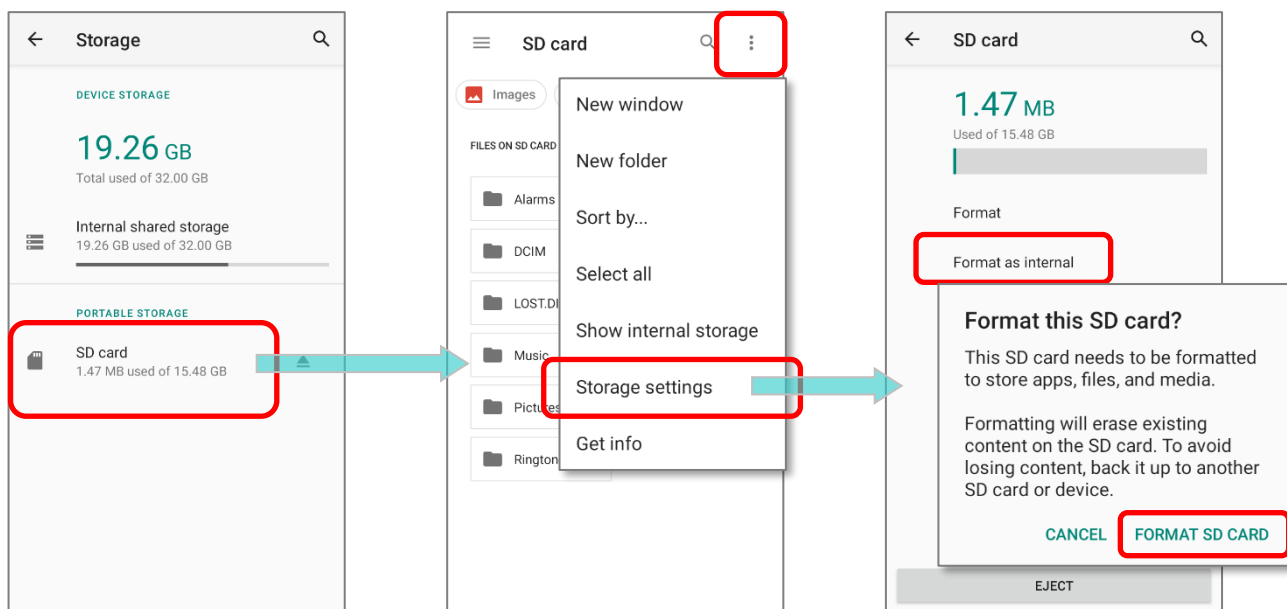 Storage
DEVICE STORAGE
19.26 GB
Total used of 32.00 GB
Internal shared storage
19.26 GB used of 32.00 GB
PORTABLE STORAGE
SD card
1.47 MB used of 15.48 GB
SD card
Images
FILES ON SD CARD
Alarms
DCIM
LOST.DI
Music
Pictures
Rington
New window
New folder
Sort by...
Select all
Show internal storage
Storage settings
Get info
SD card
1.47 MB
Used of 15.48 GB
Format
Format as internal
Format this SD card?
This SD card needs to be formatted
to store apps, files, and media.
Formatting will erase existing
content on the SD card. To avoid
losing content, back it up to another
SD card or device.
CANCEL FORMAT SD CARD
EJECT